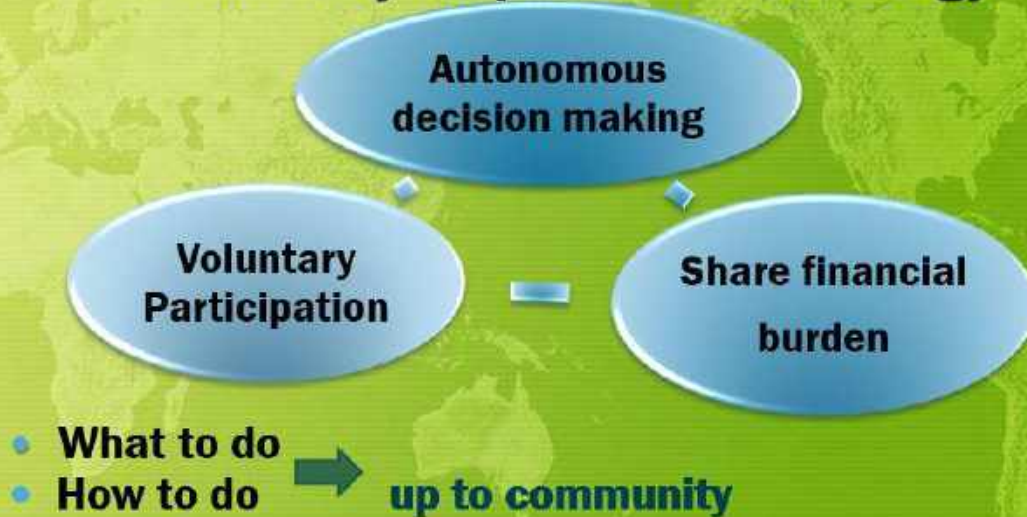 Autonomous
decision making
Voluntary
Participation
Share financial
burden
• What to do
• How to do
up to community